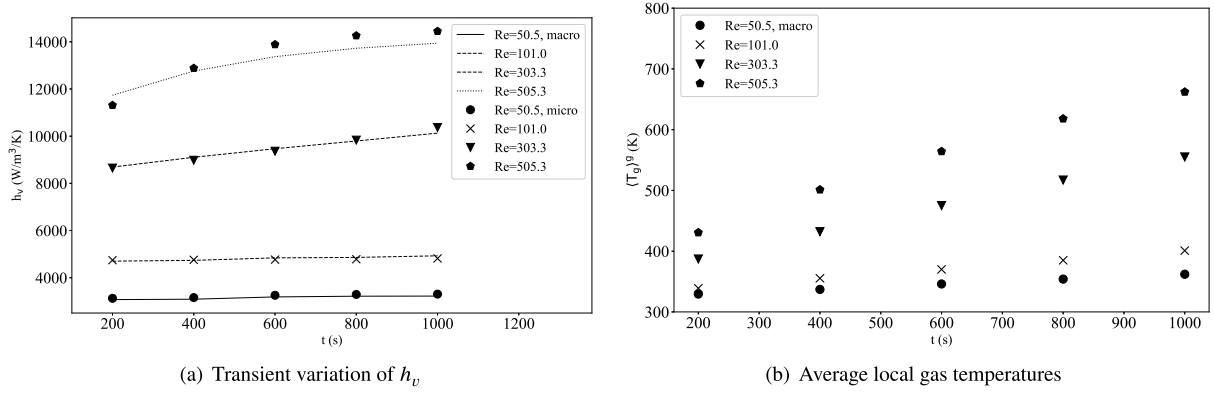 14000
12000
10000
8000
6000
4000
h_v (W/m³/K)
200 400 600 800 1000 1200
t (s)
Re=50.5, macro
Re=101.0
Re=303.3
Re=505.3
Re=50.5, micro
Re=101.0
Re=303.3
Re=505.3
(a) Transient variation of h_v
800
700
600
500
400
300
⟨T_g⟩^g (K)
200 300 400 500 600 700 800 900 1000
t (s)
Re=50.5, macro
Re=101.0
Re=303.3
Re=505.3
(b) Average local gas temperatures